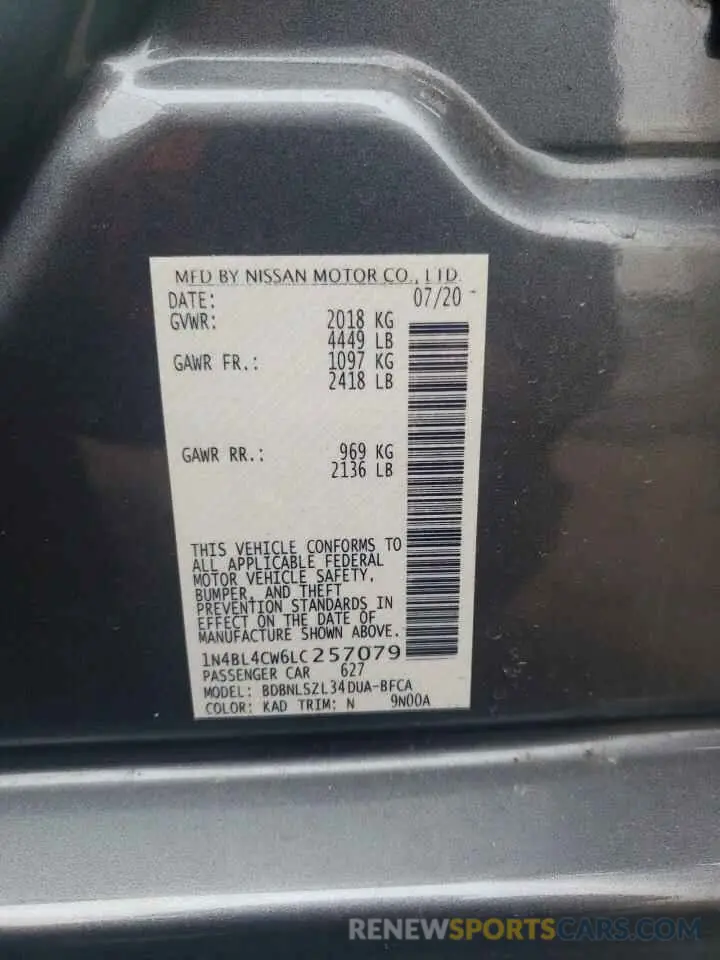 MFD BY NISSAN MOTOR CO., LTD.
DATE: 07/20
GVWR: 2018 KG
4449 LB
GAWR FR.: 1097 KG
2418 LB
GAWR RR.: 969 KG
2136 LB
THIS VEHICLE CONFORMS TO
ALL APPLICABLE FEDERAL
MOTOR VEHICLE SAFETY,
BUMPER, AND THEFT
PREVENTION STANDARDS IN
EFFECT ON THE DATE OF
MANUFACTURE SHOWN ABOVE.
1N4BL4CW6LC257079
PASSENGER CAR 627
MODEL: BDBNLSZL34DUA-BFCA
COLOR: KAD TRIM: N 9N00A
RENEWSPORTSCARS.COM